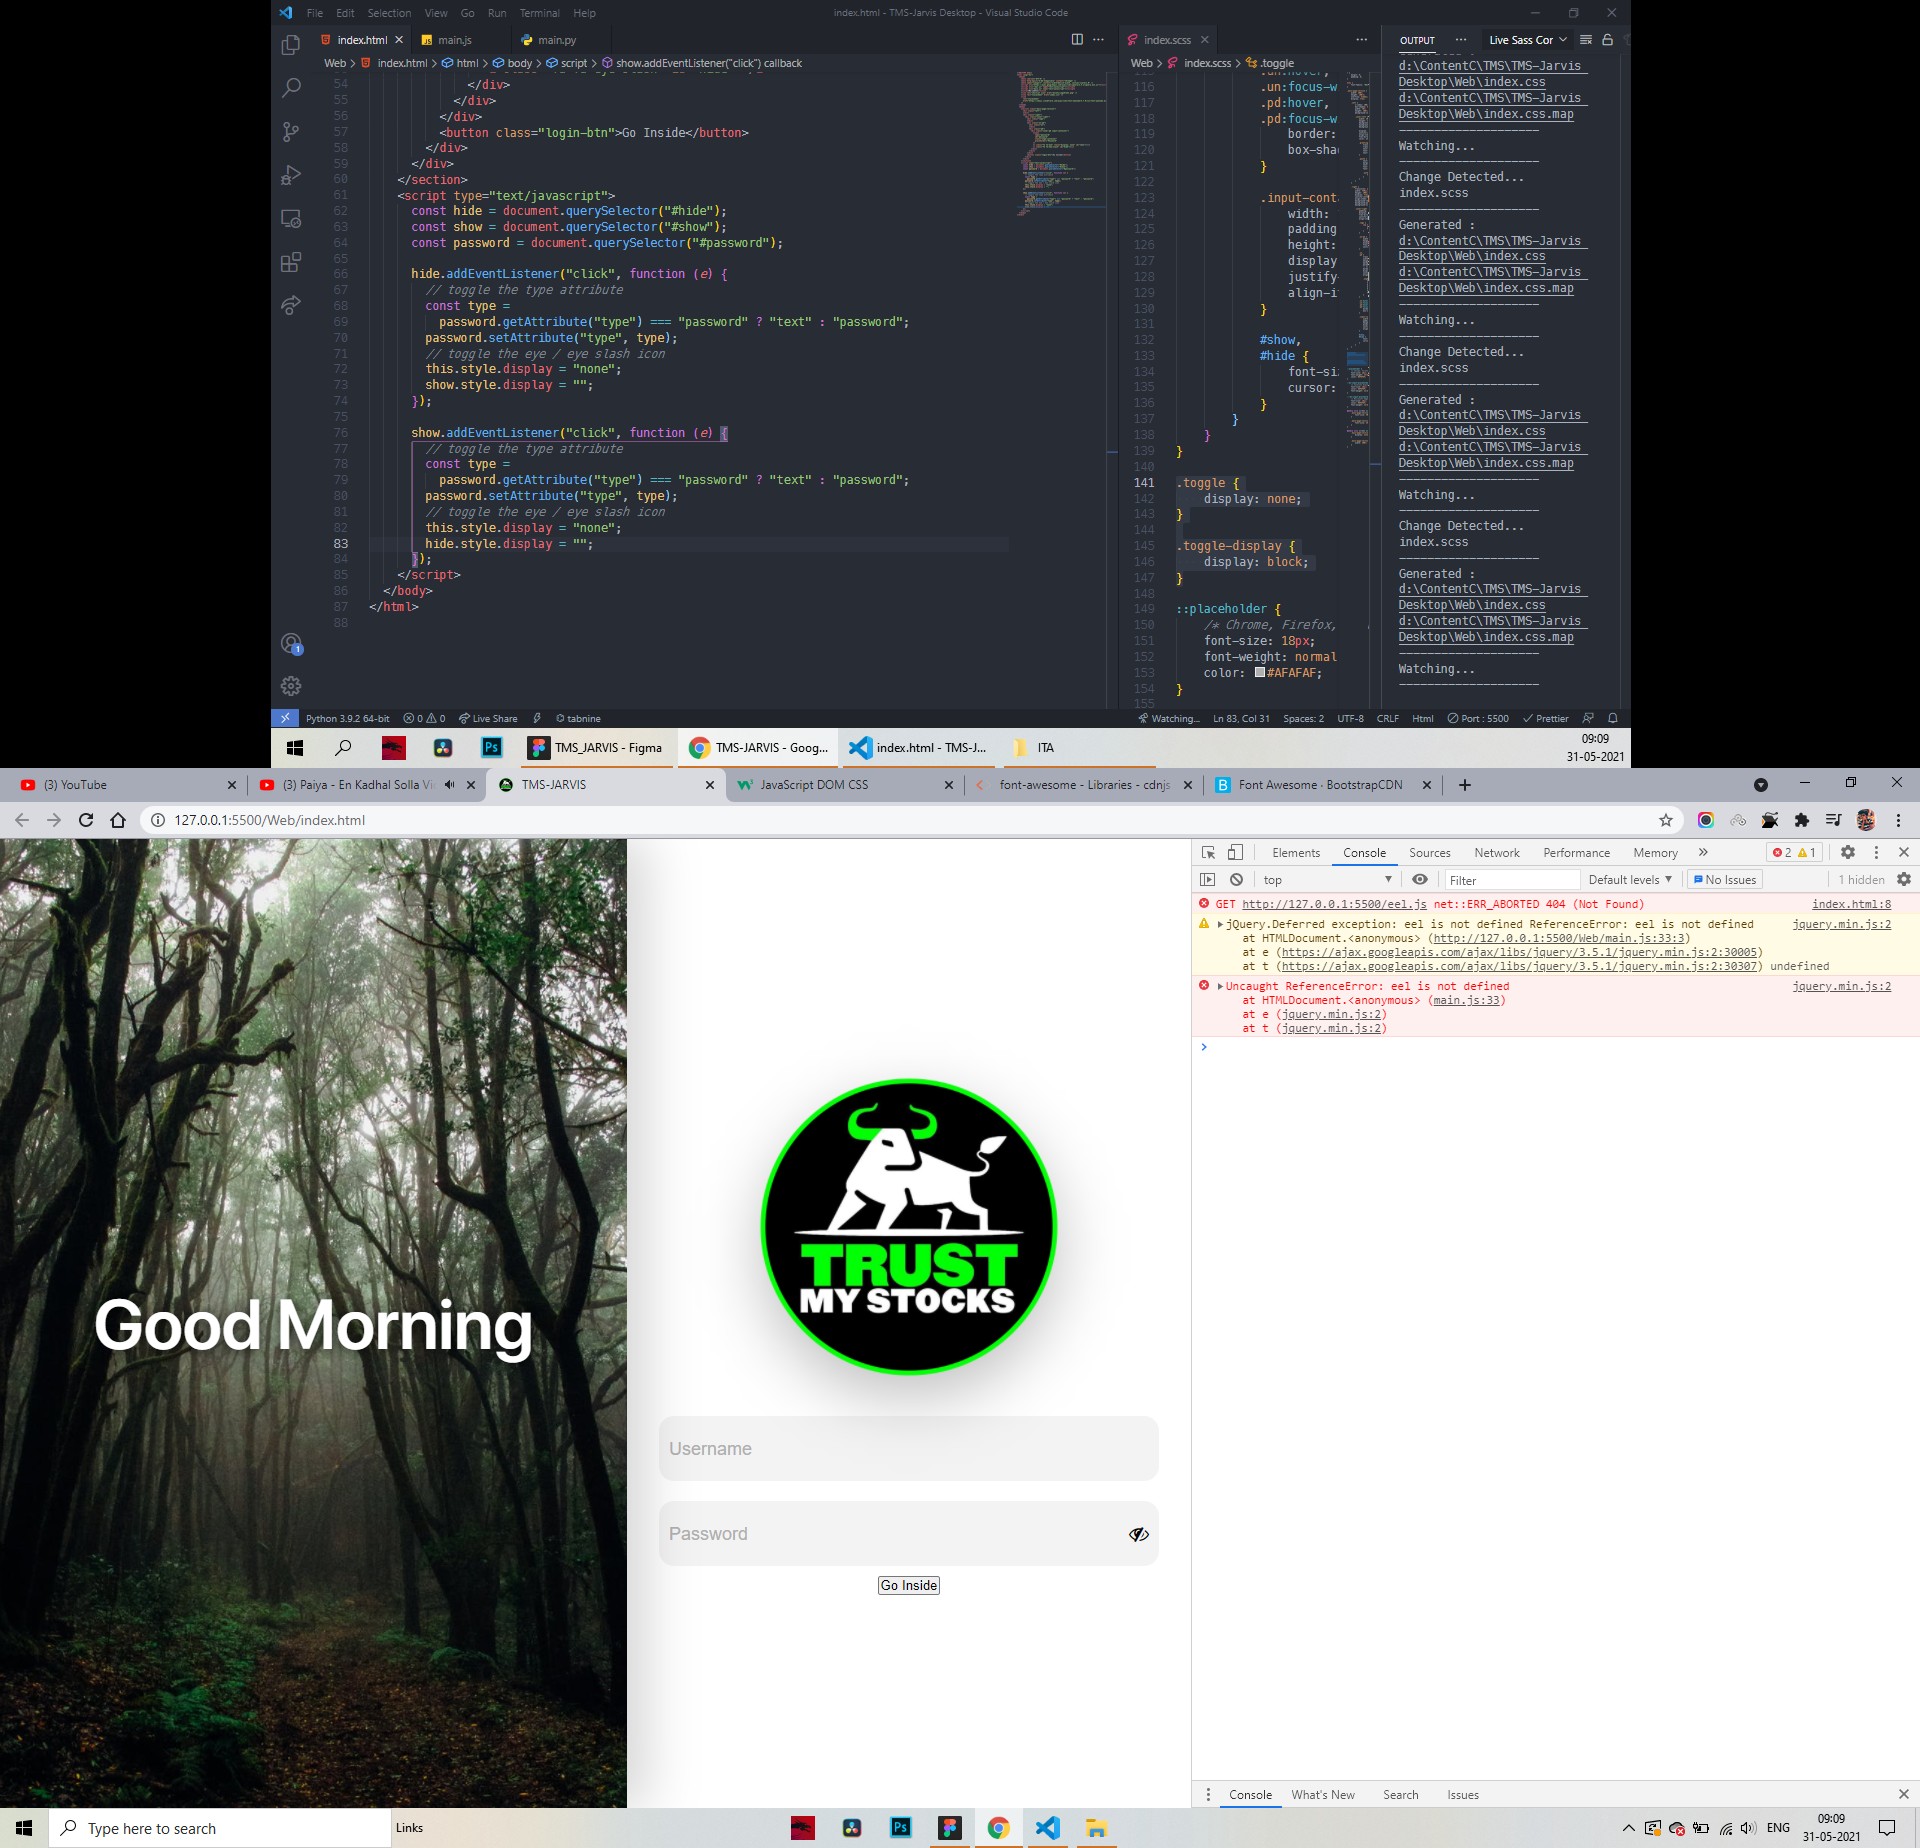 File Edit Selection View Go Run Terminal Help
index.html - TMS-Jarvis Desktop - Visual Studio Code
index.html main.js main.py
Web > index.html > html > body > script > show.addEventListener("click") callback
54 </div>
55 </div>
56 </div>
57 <button class="login-btn">Go Inside</button>
58 </div>
59 </div>
60 </section>
61 <script type="text/javascript">
62 const hide = document.querySelector("#hide");
63 const show = document.querySelector("#show");
64 const password = document.querySelector("#password");
65
66 hide.addEventListener("click", function (e) {
67 // toggle the type attribute
68 const type =
69 password.getAttribute("type") === "password" ? "text" : "password";
70 password.setAttribute("type", type);
71 // toggle the eye / eye slash icon
72 this.style.display = "none";
73 show.style.display = "";
74 });
75
76 show.addEventListener("click", function (e) {
77 // toggle the type attribute
78 const type =
79 password.getAttribute("type") === "password" ? "text" : "password";
80 password.setAttribute("type", type);
81 // toggle the eye / eye slash icon
82 this.style.display = "none";
83 hide.style.display = "";
84 });
85 </script>
86 </body>
87 </html>
88
index.scss
Web > index.scss > .toggle
116 .un:focus-w
117 .pd:hover,
118 .pd:focus-w
119 border:
120 box-sha
121 }
122
123 .input-cont
124 width:
125 padding
126 height:
127 display
128 justify-
129 align-i
130 }
131
132 #show,
133 #hide {
134 font-si
135 cursor:
136 }
137 }
138 }
139 }
140
141 .toggle {
142 display: none;
143 }
144
145 .toggle-display {
146 display: block;
147 }
148
149 ::placeholder {
150 /* Chrome, Firefox,
151 font-size: 18px;
152 font-weight: normal
153 color: #AFAFAF;
154 }
155
OUTPUT Live Sass Cor
d:\ContentC\TMS\TMS-Jarvis
Desktop\Web\index.css
d:\ContentC\TMS\TMS-Jarvis
Desktop\Web\index.css.map
--------------------
Watching...
--------------------
Change Detected...
index.scss
--------------------
Generated :
d:\ContentC\TMS\TMS-Jarvis
Desktop\Web\index.css
d:\ContentC\TMS\TMS-Jarvis
Desktop\Web\index.css.map
--------------------
Watching...
--------------------
Change Detected...
index.scss
--------------------
Generated :
d:\ContentC\TMS\TMS-Jarvis
Desktop\Web\index.css
d:\ContentC\TMS\TMS-Jarvis
Desktop\Web\index.css.map
--------------------
Watching...
--------------------
Change Detected...
index.scss
--------------------
Generated :
d:\ContentC\TMS\TMS-Jarvis
Desktop\Web\index.css
d:\ContentC\TMS\TMS-Jarvis
Desktop\Web\index.css.map
--------------------
Watching...
--------------------
1
Python 3.9.2 64-bit 0 0 Live Share tabnine Watching... Ln 83, Col 31 Spaces: 2 UTF-8 CRLF Html Port : 5500 Prettier
Ps TMS_JARVIS - Figma TMS-JARVIS - Goog... index.html - TMS-J... ITA
09:09
31-05-2021
(3) YouTube (3) Paiya - En Kadhal Solla Vi TMS-JARVIS JavaScript DOM CSS font-awesome - Libraries - cdnjs Font Awesome · BootstrapCDN
127.0.0.1:5500/Web/index.html
Good Morning
TRUST
MY STOCKS
Username
Password
Go Inside
Elements Console Sources Network Performance Memory 2 1
top Filter Default levels No Issues 1 hidden
GET http://127.0.0.1:5500/eel.js net::ERR_ABORTED 404 (Not Found) index.html:8
jQuery.Deferred exception: eel is not defined ReferenceError: eel is not defined jquery.min.js:2
at HTMLDocument.<anonymous> (http://127.0.0.1:5500/Web/main.js:33:3)
at e (https://ajax.googleapis.com/ajax/libs/jquery/3.5.1/jquery.min.js:2:30005)
at t (https://ajax.googleapis.com/ajax/libs/jquery/3.5.1/jquery.min.js:2:30307) undefined
Uncaught ReferenceError: eel is not defined jquery.min.js:2
at HTMLDocument.<anonymous> (main.js:33)
at e (jquery.min.js:2)
at t (jquery.min.js:2)
Console What's New Search Issues
Type here to search
Links
Ps
ENG
09:09
31-05-2021